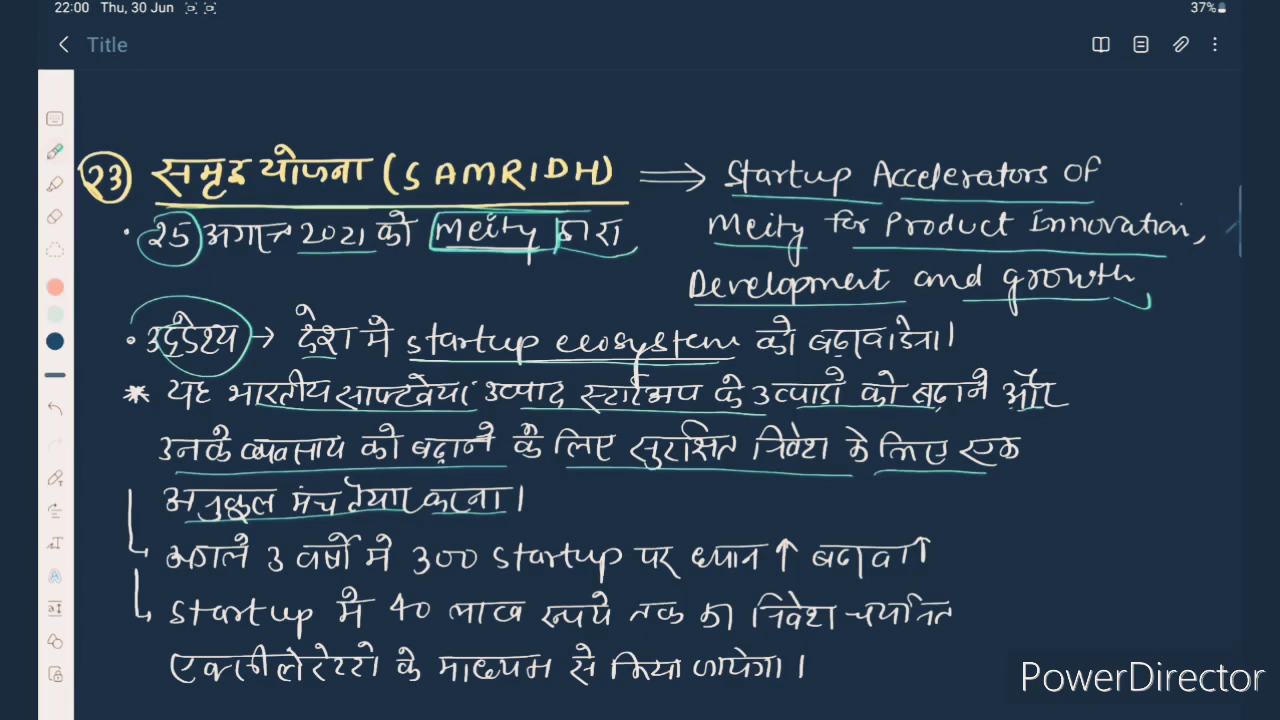 22:00 Thu, 30 Jun
37%
Title
23 समृद्ध योजना (SAMRIDH) ⇒ Startup Accelerators of
Meity for Product Innovation,
Development and growth
• 25 अगस्त 2021 को Meity द्वारा
• उद्देश्य → देश मे startup ecosystem को बढ़ावा देना।
* यह भारतीय साफ्टवेयर उत्पाद स्टार्टअप के उत्पादो को बढ़ाने और
उनके व्यवसाय को बढ़ाने के लिए सुरक्षित निवेश के लिए एक
अनुकूल मंच तैयार करना।
अगले 3 वर्षो मे 300 startup पर ध्यान ↑ बढ़ावा ↑
startup मे 40 लाख रूपये तक का निवेश चयनित
एक्सीलेरेटरो के माध्यम से किया जायेगा।
PowerDirector